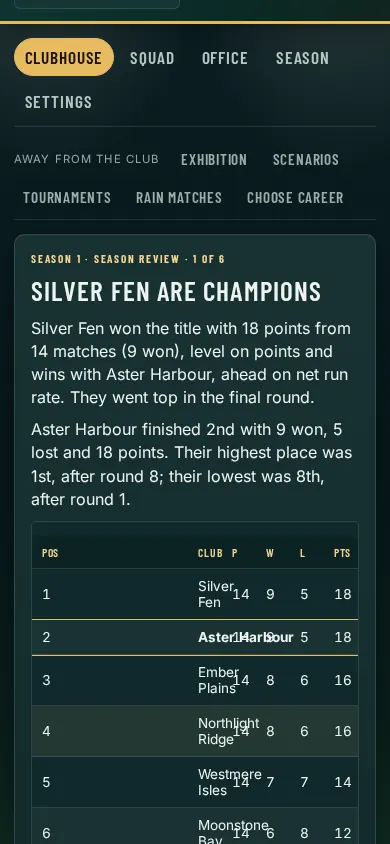 CLUBHOUSE SQUAD OFFICE SEASON
SETTINGS
AWAY FROM THE CLUB EXHIBITION SCENARIOS
TOURNAMENTS RAIN MATCHES CHOOSE CAREER
SEASON 1 · SEASON REVIEW · 1 OF 6
SILVER FEN ARE CHAMPIONS
Silver Fen won the title with 18 points from
14 matches (9 won), level on points and
wins with Aster Harbour, ahead on net run
rate. They went top in the final round.
Aster Harbour finished 2nd with 9 won, 5
lost and 18 points. Their highest place was
1st, after round 8; their lowest was 8th,
after round 1.
POS CLUB P W L PTS
1 Silver Fen 14 9 5 18
2 Aster Harbour 14 9 5 18
3 Ember Plains 14 8 6 16
4 Northlight Ridge 14 8 6 16
5 Westmere Isles 14 7 7 14
6 Moonstone Bay 14 6 8 12